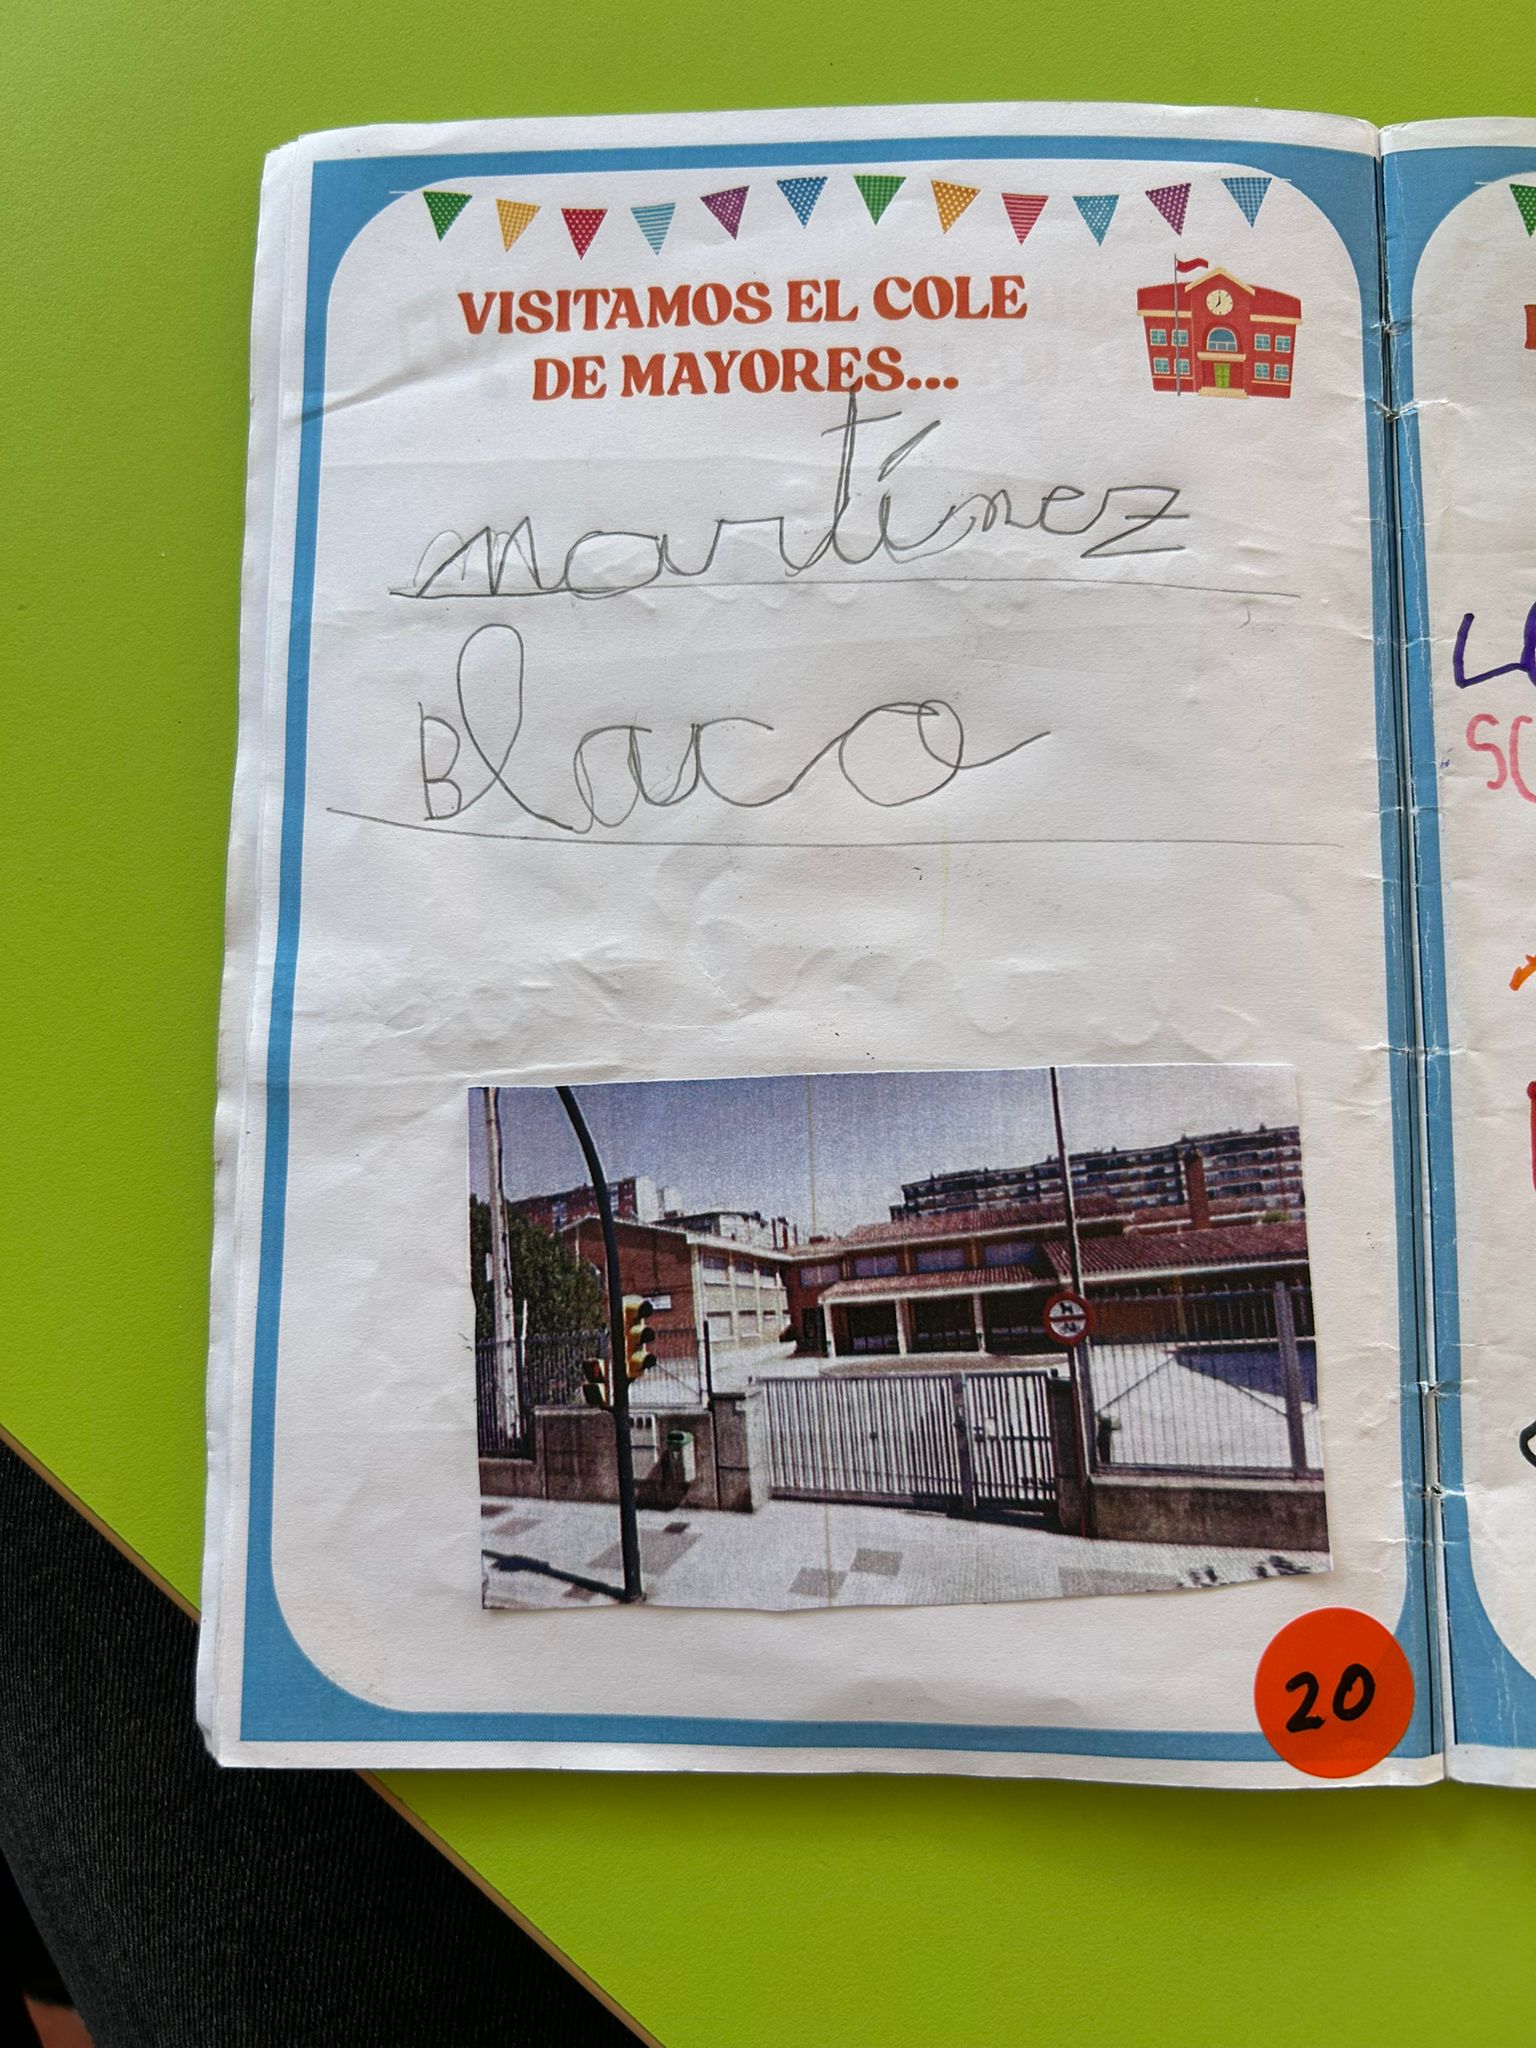 VISITAMOS EL COLE
DE MAYORES...
martínez
Blaco
20